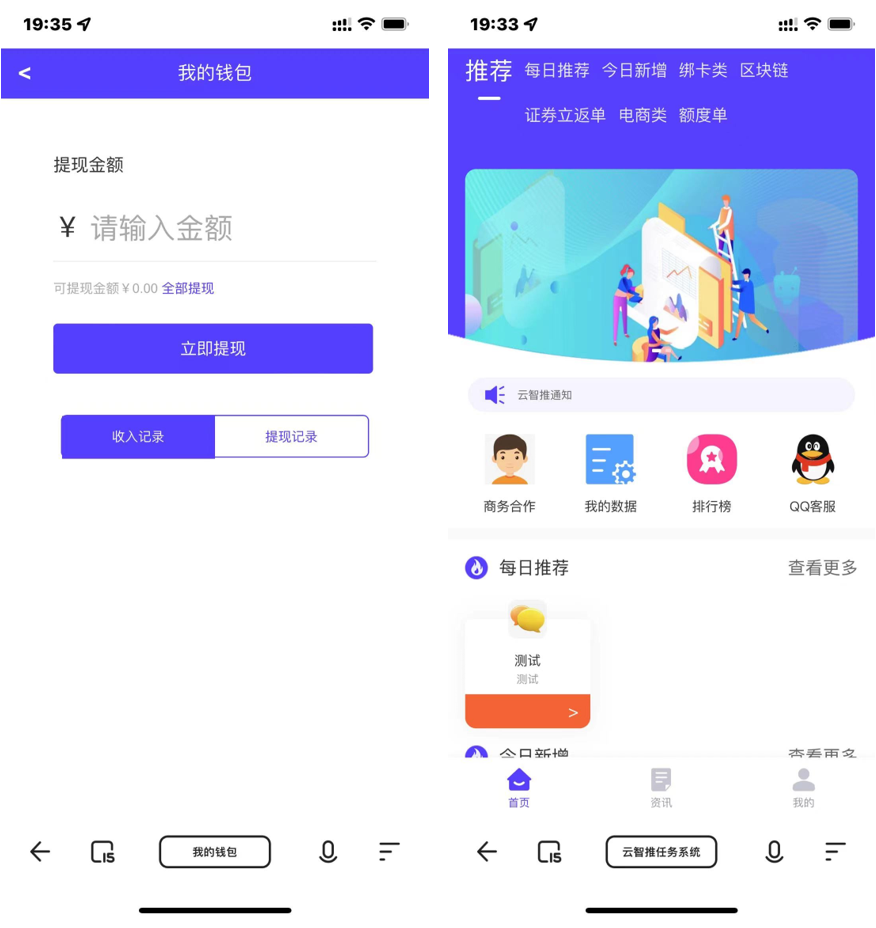 19:35
<
我的钱包
提现金额
¥ 请输入金额
可提现金额￥0.00 全部提现
立即提现
收入记录 提现记录
15
我的钱包
19:33
推荐 每日推荐 今日新增 绑卡类 区块链
证券立返单 电商类 额度单
云智推通知
商务合作 我的数据 排行榜 QQ客服
每日推荐 查看更多
测试
测试
>
今日新增 查看更多
首页 资讯 我的
15
云智推任务系统